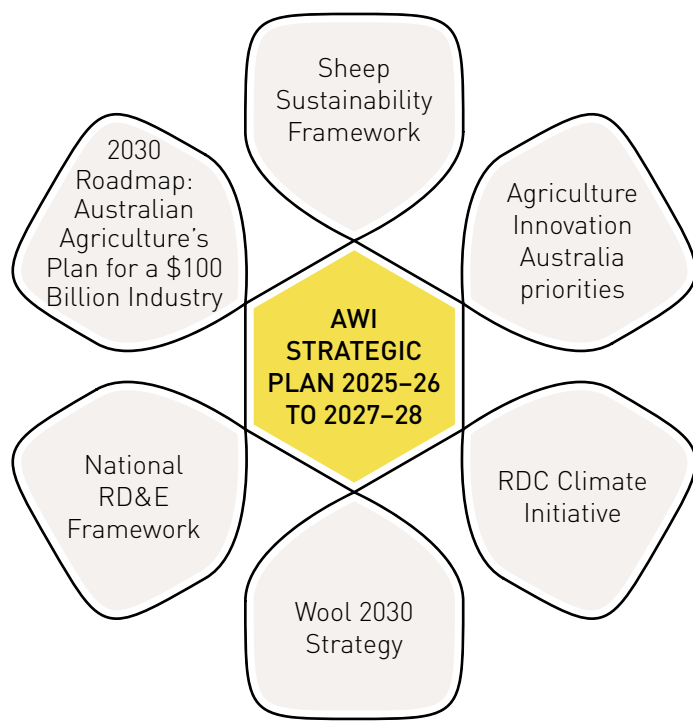 Sheep
Sustainability
Framework
2030
Roadmap:
Australian
Agriculture's
Plan for a $100
Billion Industry
Agriculture
Innovation
Australia
priorities
AWI
STRATEGIC
PLAN 2025–26
TO 2027–28
National
RD&E
Framework
RDC Climate
Initiative
Wool 2030
Strategy